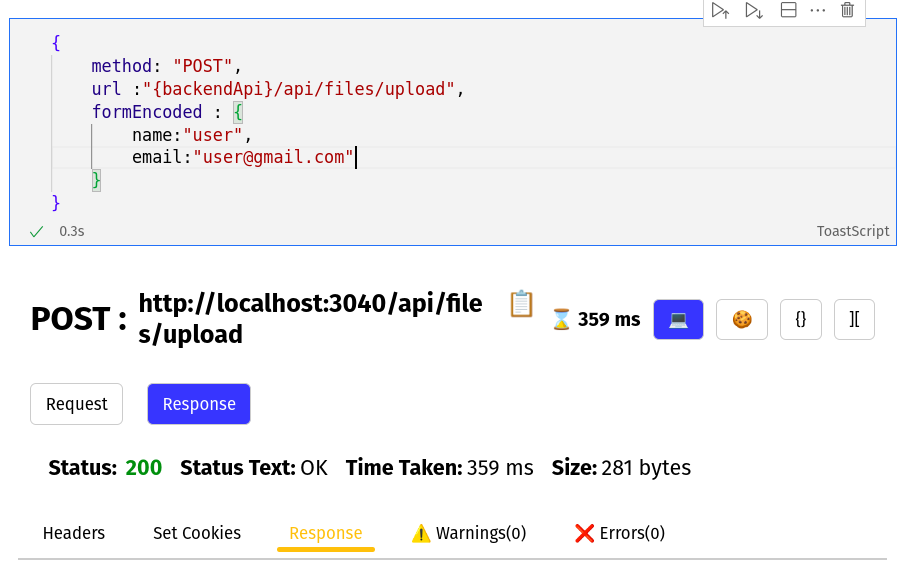 {
method: "POST",
url :"{backendApi}/api/files/upload",
formEncoded : {
name:"user",
email:"user@gmail.com"
}
}
0.3s ToastScript
POST : http://localhost:3040/api/file
s/upload
359 ms {} ][
Request Response
Status: 200 Status Text: OK Time Taken: 359 ms Size: 281 bytes
Headers Set Cookies Response Warnings(0) Errors(0)